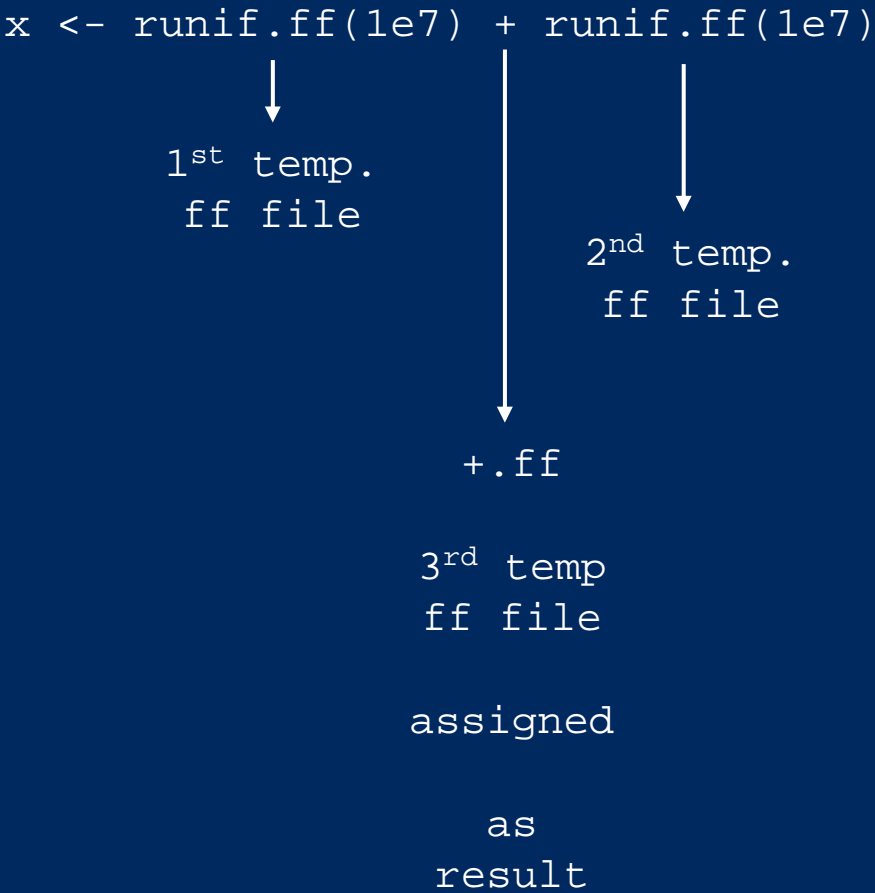 x <- runif.ff(1e7) + runif.ff(1e7)
1st temp.
ff file
2nd temp.
ff file
+.ff
3rd temp
ff file
assigned
as
result